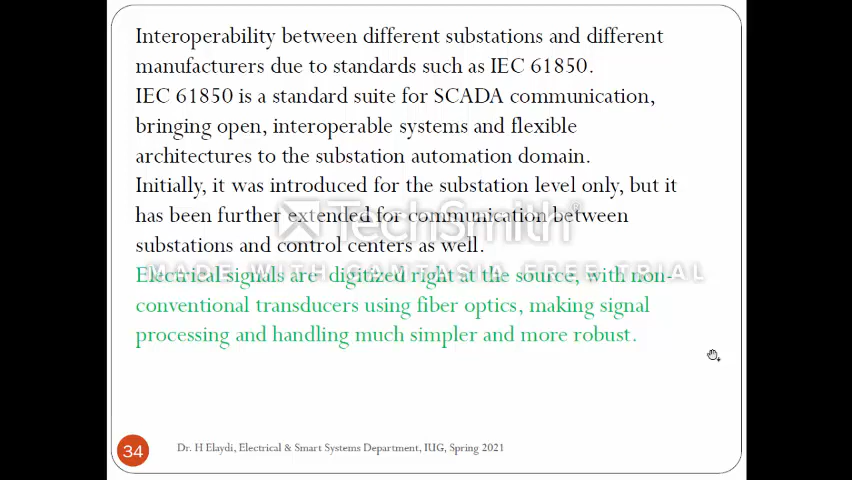 Interoperability between different substations and different
manufacturers due to standards such as IEC 61850.
IEC 61850 is a standard suite for SCADA communication,
bringing open, interoperable systems and flexible
architectures to the substation automation domain.
Initially, it was introduced for the substation level only, but it
has been further extended for communication between
TechSmith
substations and control centers as well.
MADE WITH CAMTASIA FREE TRIAL
Electrical signals are digitized right at the source, with non-
conventional transducers using fiber optics, making signal
processing and handling much simpler and more robust.
34
Dr. H Elaydi, Electrical & Smart Systems Department, IUG, Spring 2021